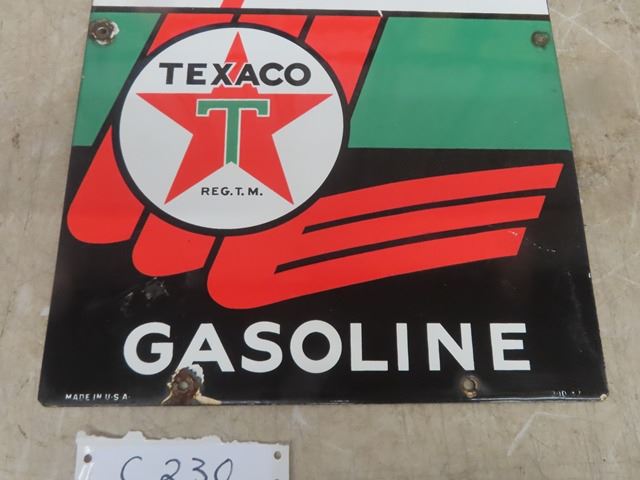 TEXACO
T
REG. T. M.
GASOLINE
MADE IN U.S.A.
C 230